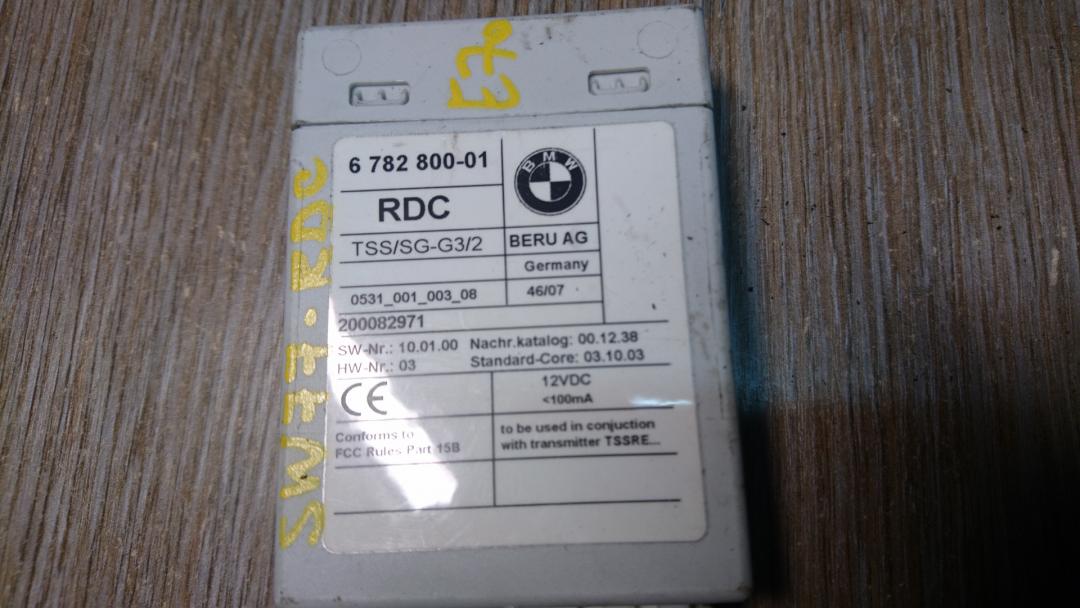 6 782 800-01
BMW
RDC
TSS/SG-G3/2
BERU AG
Germany
0531_001_003_08
46/07
200082971
SW-Nr.: 10.01.00 Nachr.katalog: 00.12.38
HW-Nr.: 03 Standard-Core: 03.10.03
CE
12VDC
<100mA
Conforms to
FCC Rules Part 15B
to be used in conjuction
with transmitter TSSRE...